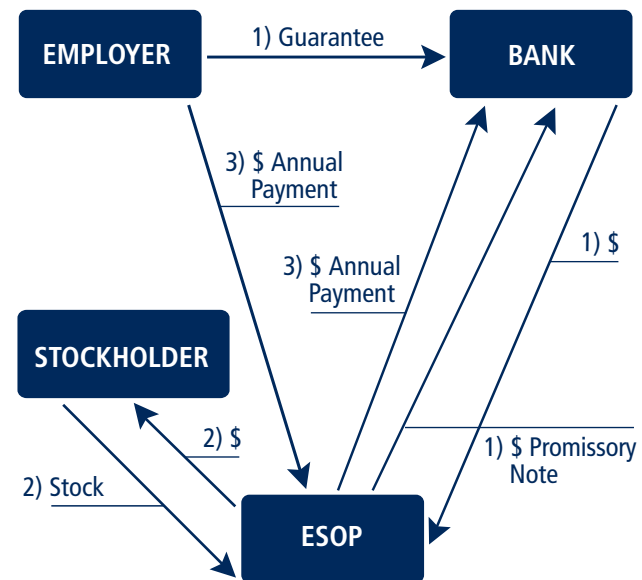 EMPLOYER
1) Guarantee
BANK
3) $ Annual
Payment
1) $
3) $ Annual
Payment
STOCKHOLDER
2) $
1) $ Promissory
Note
2) Stock
ESOP